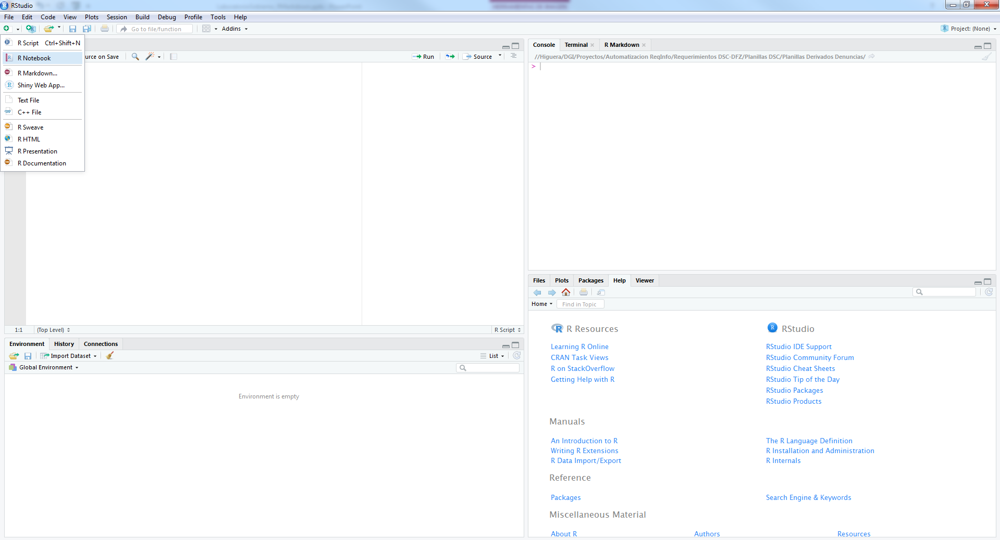 RStudio
File Edit Code View Plots Session Build Debug Profile Tools Help
Go to file/function Addins Project: (None)
R Script Ctrl+Shift+N
R Notebook
R Markdown...
Shiny Web App...
Text File
C++ File
R Sweave
R HTML
R Presentation
R Documentation
urce on Save Run Source
1:1 (Top Level) R Script
Environment History Connections
Import Dataset List
Global Environment
Environment is empty
Console Terminal R Markdown
//Higuera/DGI/Proyectos/Automatizacion ReqInfo/Requerimientos DSC-DFZ/Planillas DSC/Planillas Derivados Denuncias/
>
Files Plots Packages Help Viewer
Home Find in Topic
R Resources
Learning R Online
CRAN Task Views
R on StackOverflow
Getting Help with R
RStudio
RStudio IDE Support
RStudio Community Forum
RStudio Cheat Sheets
RStudio Tip of the Day
RStudio Packages
RStudio Products
Manuals
An Introduction to R The R Language Definition
Writing R Extensions R Installation and Administration
R Data Import/Export R Internals
Reference
Packages Search Engine & Keywords
Miscellaneous Material
About R Authors Resources